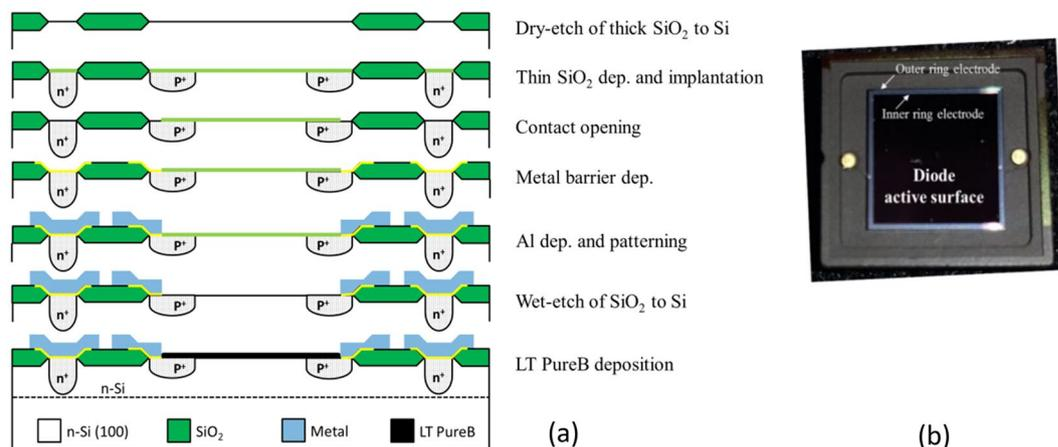 Dry-etch of thick SiO₂ to Si
n⁺ P⁺ P⁺ n⁺
Thin SiO₂ dep. and implantation
n⁺ P⁺ P⁺ n⁺
Contact opening
n⁺ P⁺ P⁺ n⁺
Metal barrier dep.
n⁺ P⁺ P⁺ n⁺
Al dep. and patterning
n⁺ P⁺ P⁺ n⁺
Wet-etch of SiO₂ to Si
n⁺ P⁺ P⁺ n⁺
LT PureB deposition
n-Si
n-Si (100) SiO₂ Metal LT PureB
(a)
Outer ring electrode
Inner ring electrode
Diode
active surface
(b)